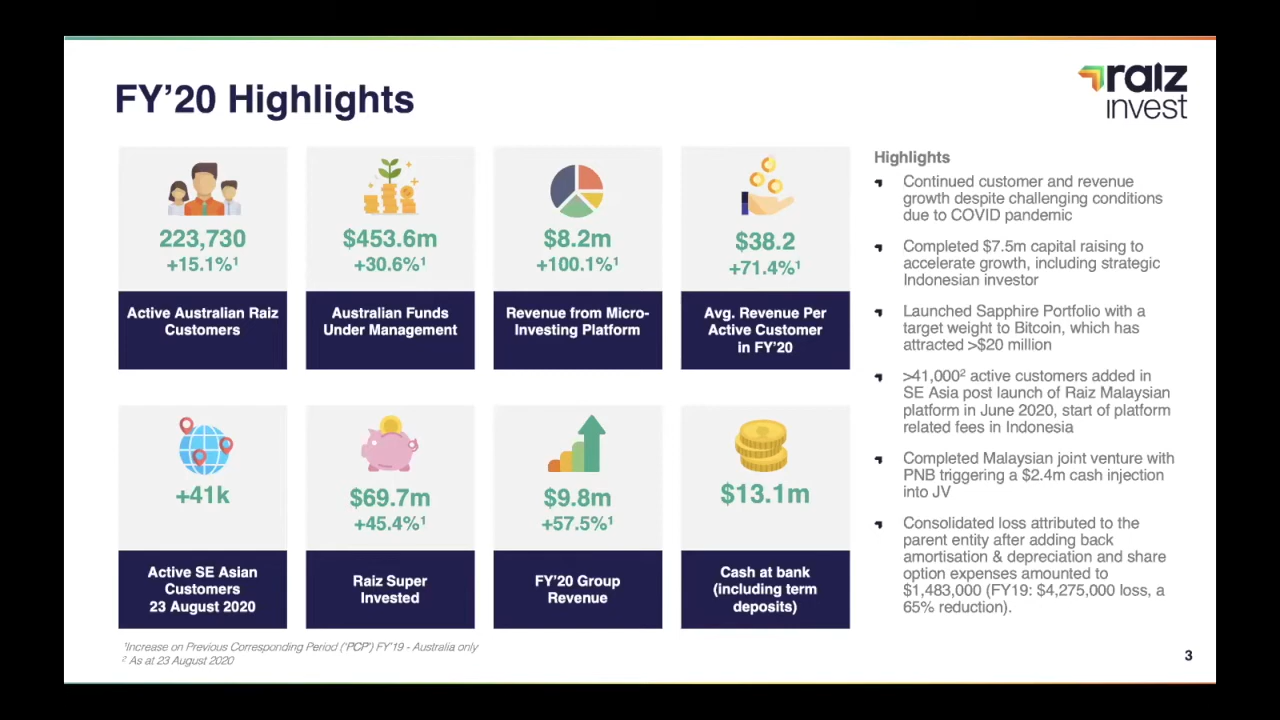 raiz
invest
FY'20 Highlights
223,730
+15.1%¹
Active Australian Raiz
Customers
$453.6m
+30.6%¹
Australian Funds
Under Management
$8.2m
+100.1%¹
Revenue from Micro-
Investing Platform
$38.2
+71.4%¹
Avg. Revenue Per
Active Customer
in FY'20
+41k
Active SE Asian
Customers
23 August 2020
$69.7m
+45.4%¹
Raiz Super
Invested
$9.8m
+57.5%¹
FY'20 Group
Revenue
$13.1m
Cash at bank
(including term
deposits)
Highlights
Continued customer and revenue
growth despite challenging conditions
due to COVID pandemic
Completed $7.5m capital raising to
accelerate growth, including strategic
Indonesian investor
Launched Sapphire Portfolio with a
target weight to Bitcoin, which has
attracted >$20 million
>41,000² active customers added in
SE Asia post launch of Raiz Malaysian
platform in June 2020, start of platform
related fees in Indonesia
Completed Malaysian joint venture with
PNB triggering a $2.4m cash injection
into JV
Consolidated loss attributed to the
parent entity after adding back
amortisation & depreciation and share
option expenses amounted to
$1,483,000 (FY19: $4,275,000 loss, a
65% reduction).
¹Increase on Previous Corresponding Period ('PCP') FY'19 - Australia only
² As at 23 August 2020
3